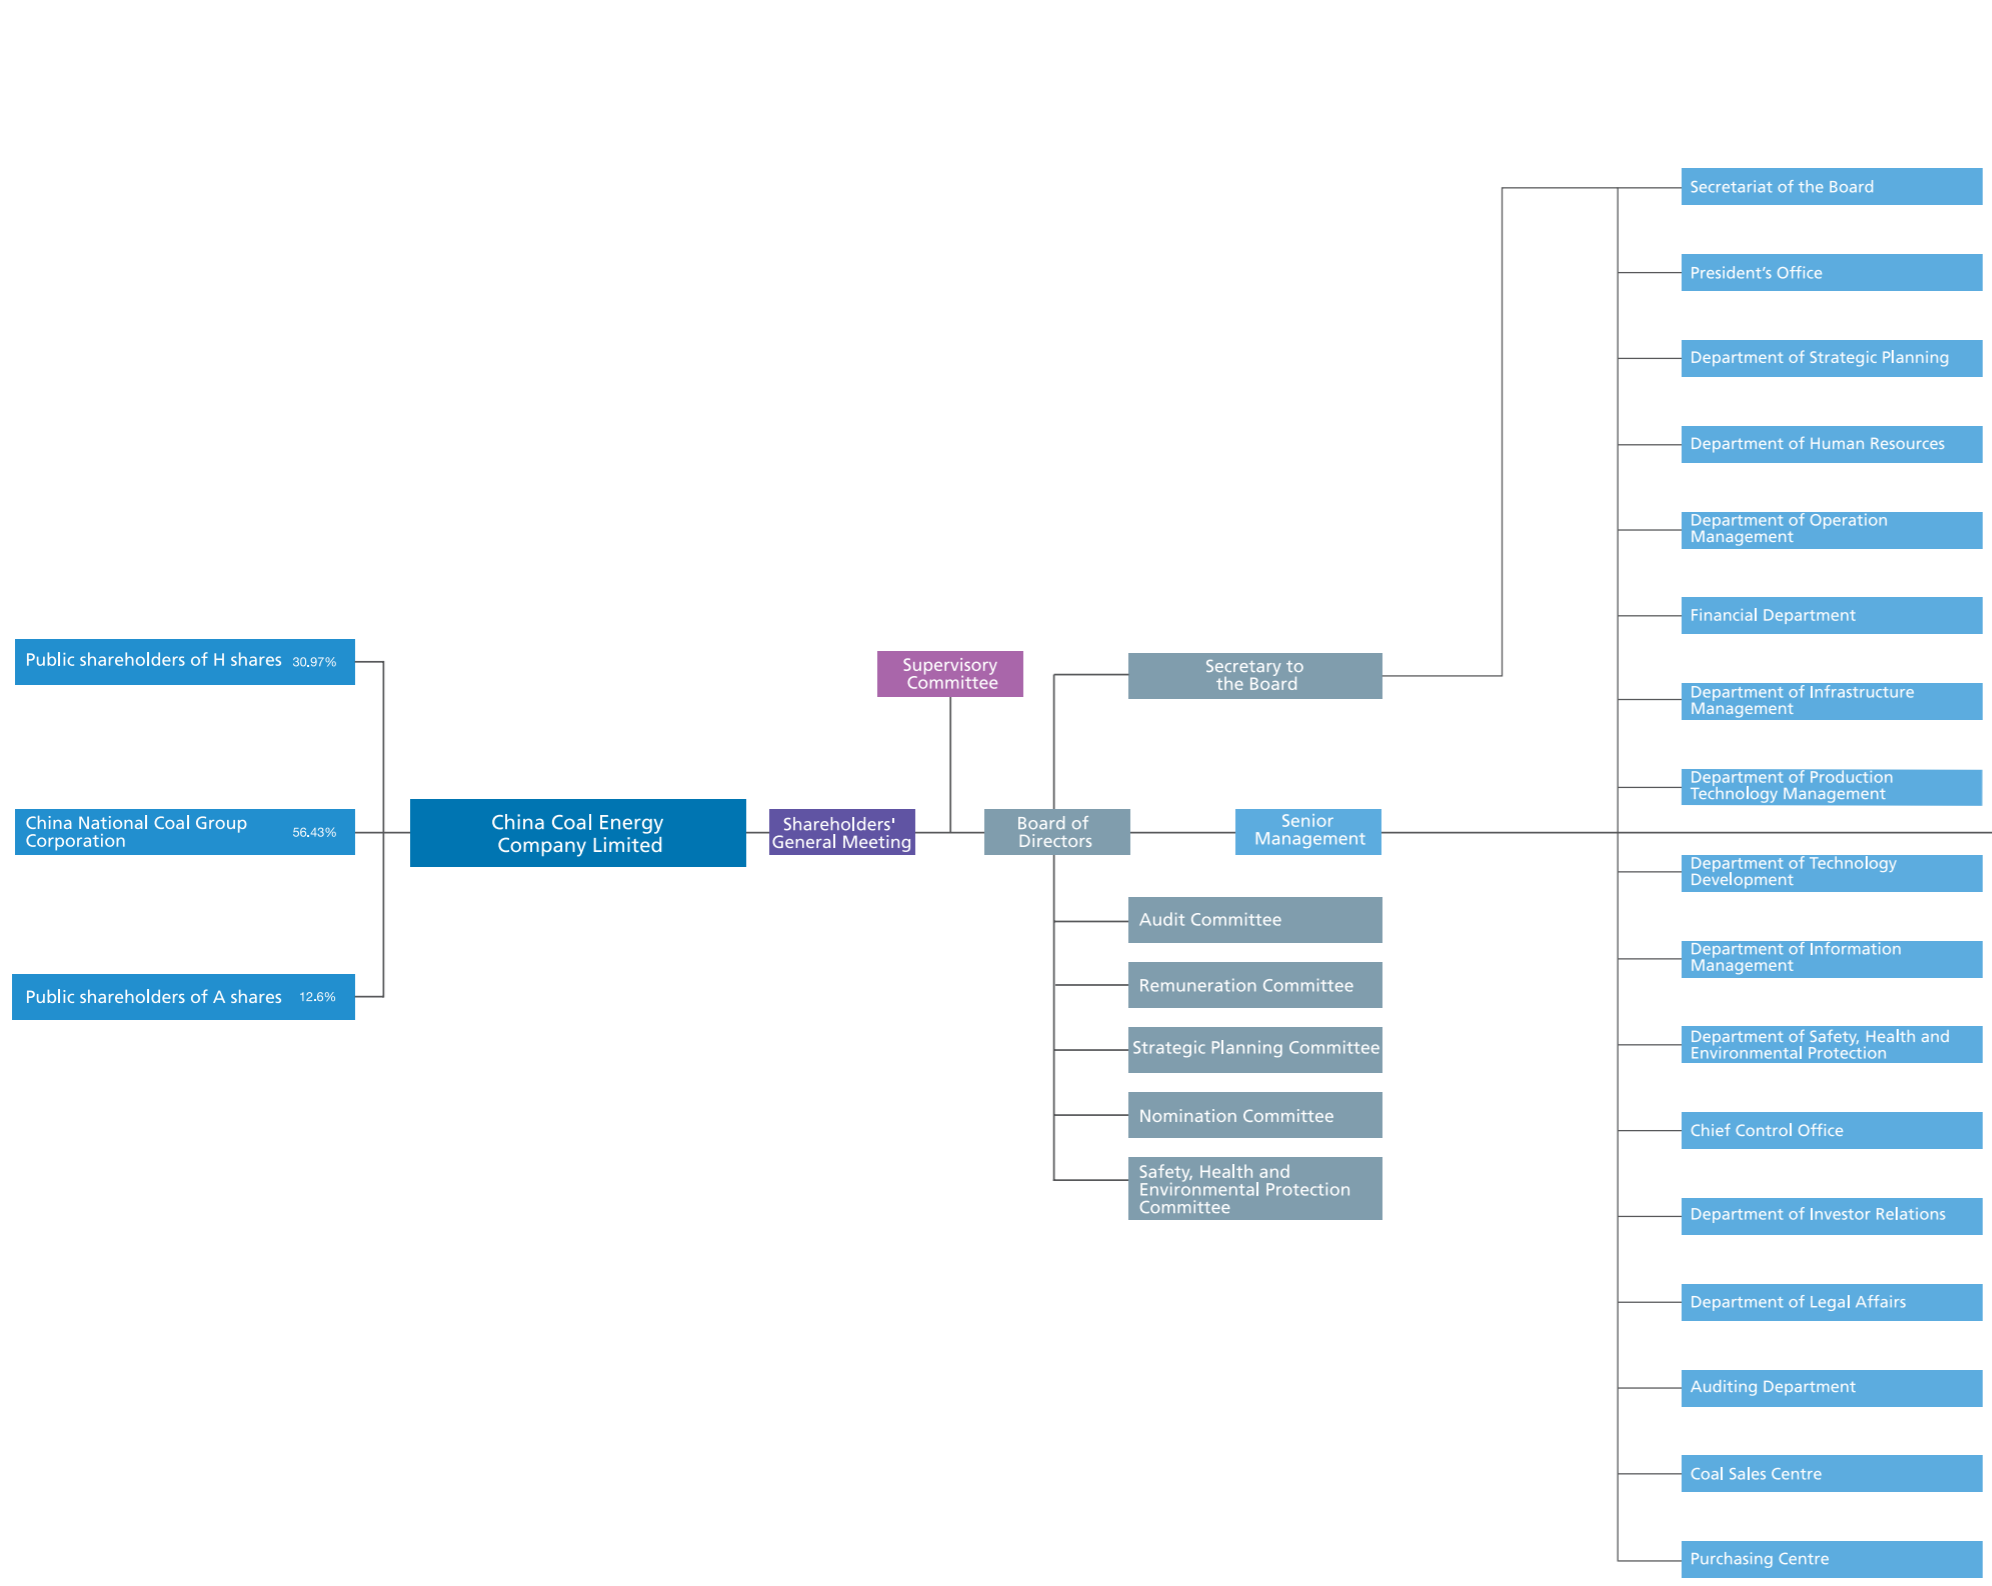 Public shareholders of H shares 30.97%
China National Coal Group
Corporation
56.43%
Public shareholders of A shares 12.6%
China Coal Energy
Company Limited
Shareholders'
General Meeting
Supervisory
Committee
Board of
Directors
Secretary to
the Board
Senior
Management
Audit Committee
Remuneration Committee
Strategic Planning Committee
Nomination Committee
Safety, Health and
Environmental Protection
Committee
Secretariat of the Board
President's Office
Department of Strategic Planning
Department of Human Resources
Department of Operation
Management
Financial Department
Department of Infrastructure
Management
Department of Production
Technology Management
Department of Technology
Development
Department of Information
Management
Department of Safety, Health and
Environmental Protection
Chief Control Office
Department of Investor Relations
Department of Legal Affairs
Auditing Department
Coal Sales Centre
Purchasing Centre